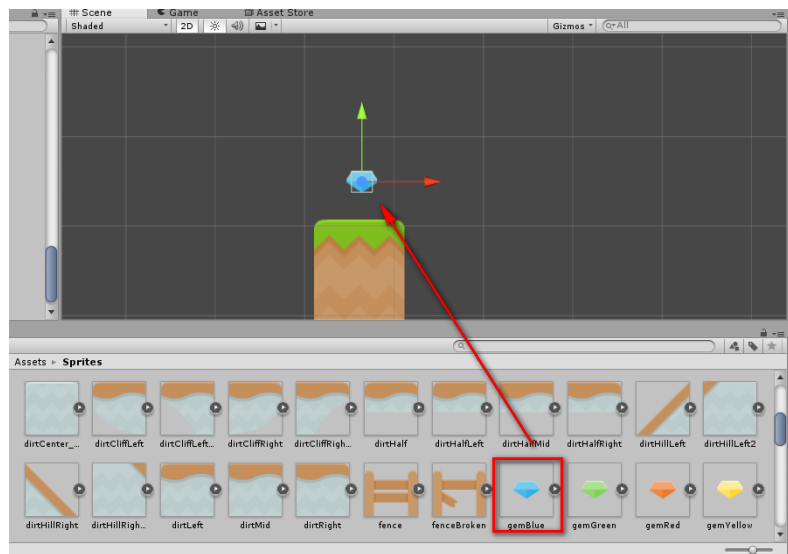 # Scene Game Asset Store
Shaded 2D Gizmos All
Assets Sprites
dirtCenter_... dirtCliffLeft dirtCliffLeft... dirtCliffRight dirtCliffRigh... dirtHalf dirtHalfLeft dirtHalfMid dirtHalfRight dirtHillLeft dirtHillLeft2
dirtHillRight dirtHillRigh... dirtLeft dirtMid dirtRight fence fenceBroken gemBlue gemGreen gemRed gemYellow